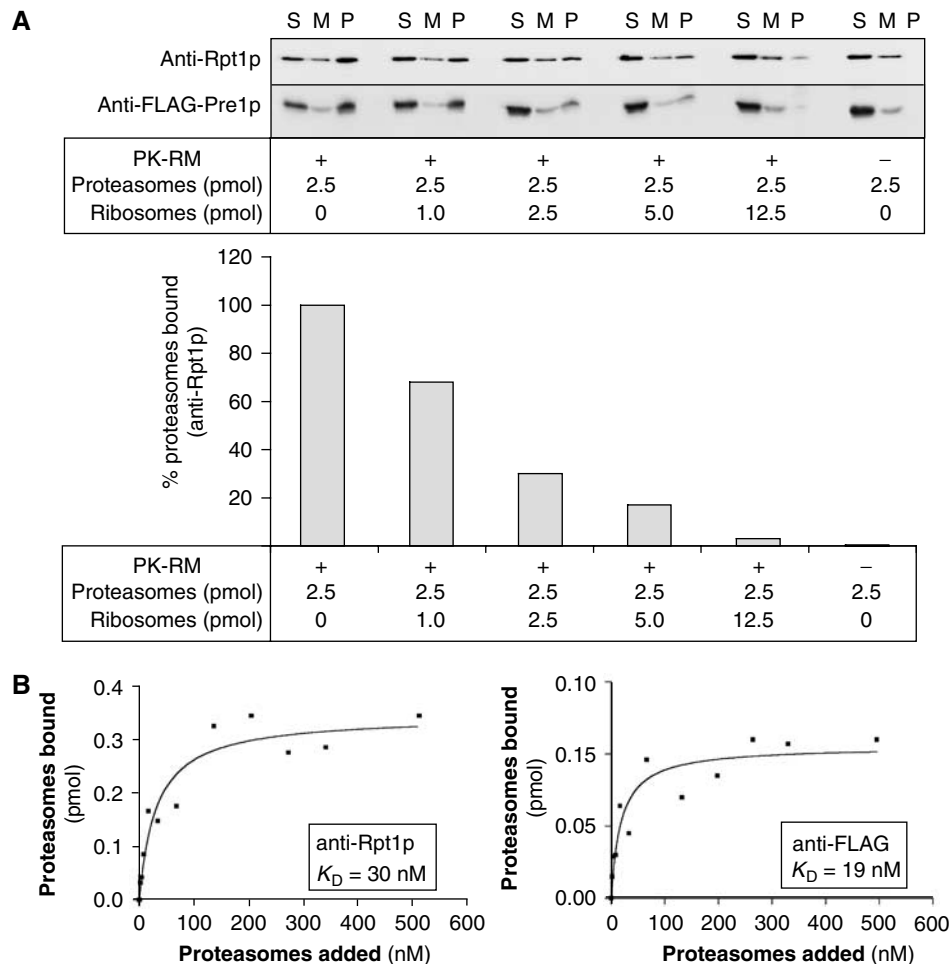 A
S M P S M P S M P S M P S M P S M P
Anti-Rpt1p
Anti-FLAG-Pre1p
PK-RM + + + + + −
Proteasomes (pmol) 2.5 2.5 2.5 2.5 2.5 2.5
Ribosomes (pmol) 0 1.0 2.5 5.0 12.5 0
% proteasomes bound
(anti-Rpt1p)
120
100
80
60
40
20
PK-RM + + + + + −
Proteasomes (pmol) 2.5 2.5 2.5 2.5 2.5 2.5
Ribosomes (pmol) 0 1.0 2.5 5.0 12.5 0
B
Proteasomes bound
(pmol)
0.4
0.3
0.2
0.1
0.0
anti-Rpt1p
KD = 30 nM
0 100 200 300 400 500 600
Proteasomes added (nM)
Proteasomes bound
(pmol)
0.10
0.15
0.05
0.00
anti-FLAG
KD = 19 nM
0 100 200 300 400 500 600
Proteasomes added (nM)